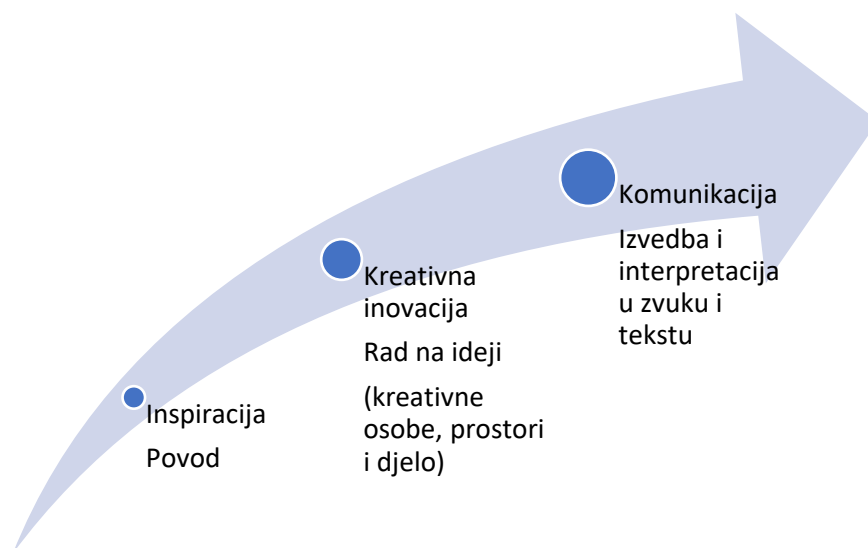 Inspiracija
Povod
Kreativna
inovacija
Rad na ideji
(kreativne
osobe, prostori
i djelo)
Komunikacija
Izvedba i
interpretacija
u zvuku i
tekstu